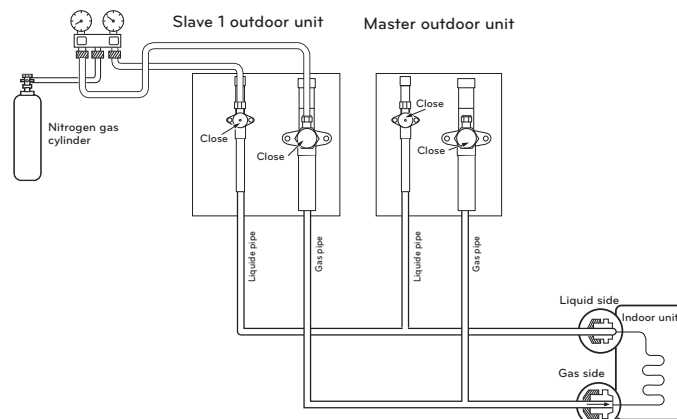 Slave 1 outdoor unit
Master outdoor unit
Nitrogen gas
cylinder
Close
Close
Close
Close
Liquide pipe
Gas pipe
Liquide pipe
Gas pipe
Liquid side
Indoor unit
Gas side